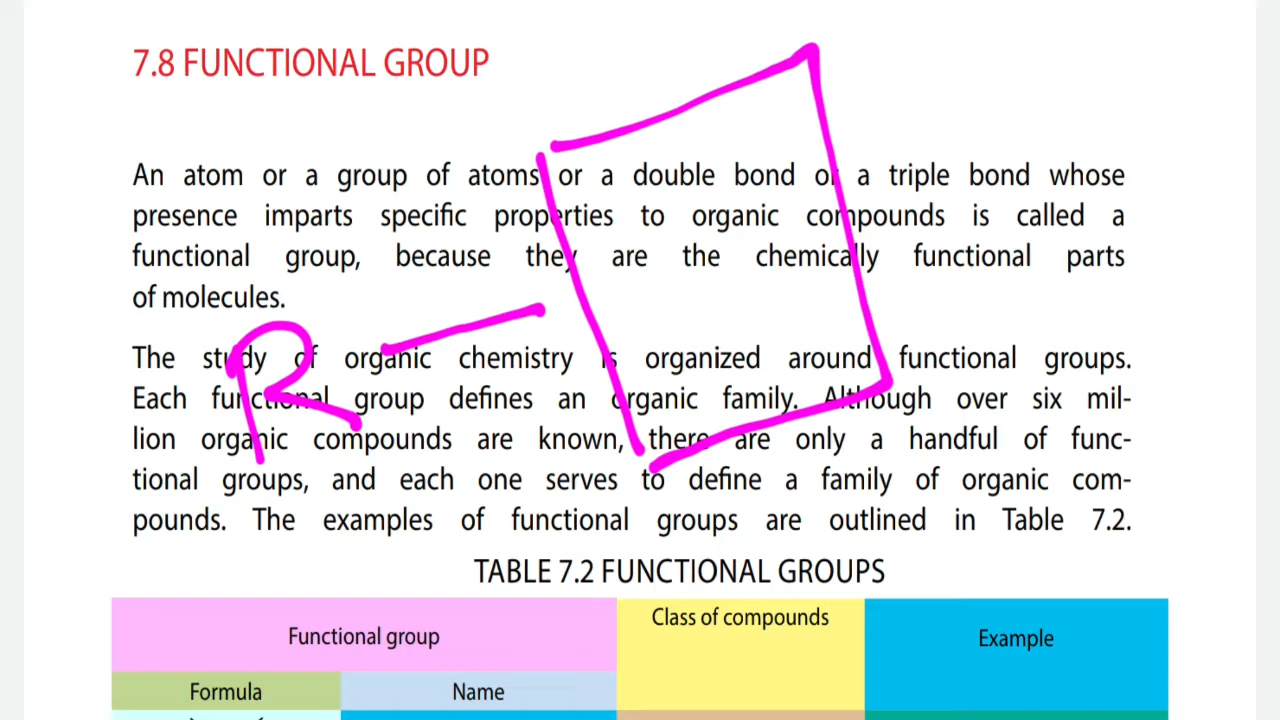 7.8 FUNCTIONAL GROUP
An atom or a group of atoms or a double bond or a triple bond whose
presence imparts specific properties to organic compounds is called a
functional group, because they are the chemically functional parts
of molecules.
R
The study of organic chemistry is organized around functional groups.
Each functional group defines an organic family. Although over six mil-
lion organic compounds are known, there are only a handful of func-
tional groups, and each one serves to define a family of organic com-
pounds. The examples of functional groups are outlined in Table 7.2.
TABLE 7.2 FUNCTIONAL GROUPS
Functional group
Class of compounds
Example
Formula
Name